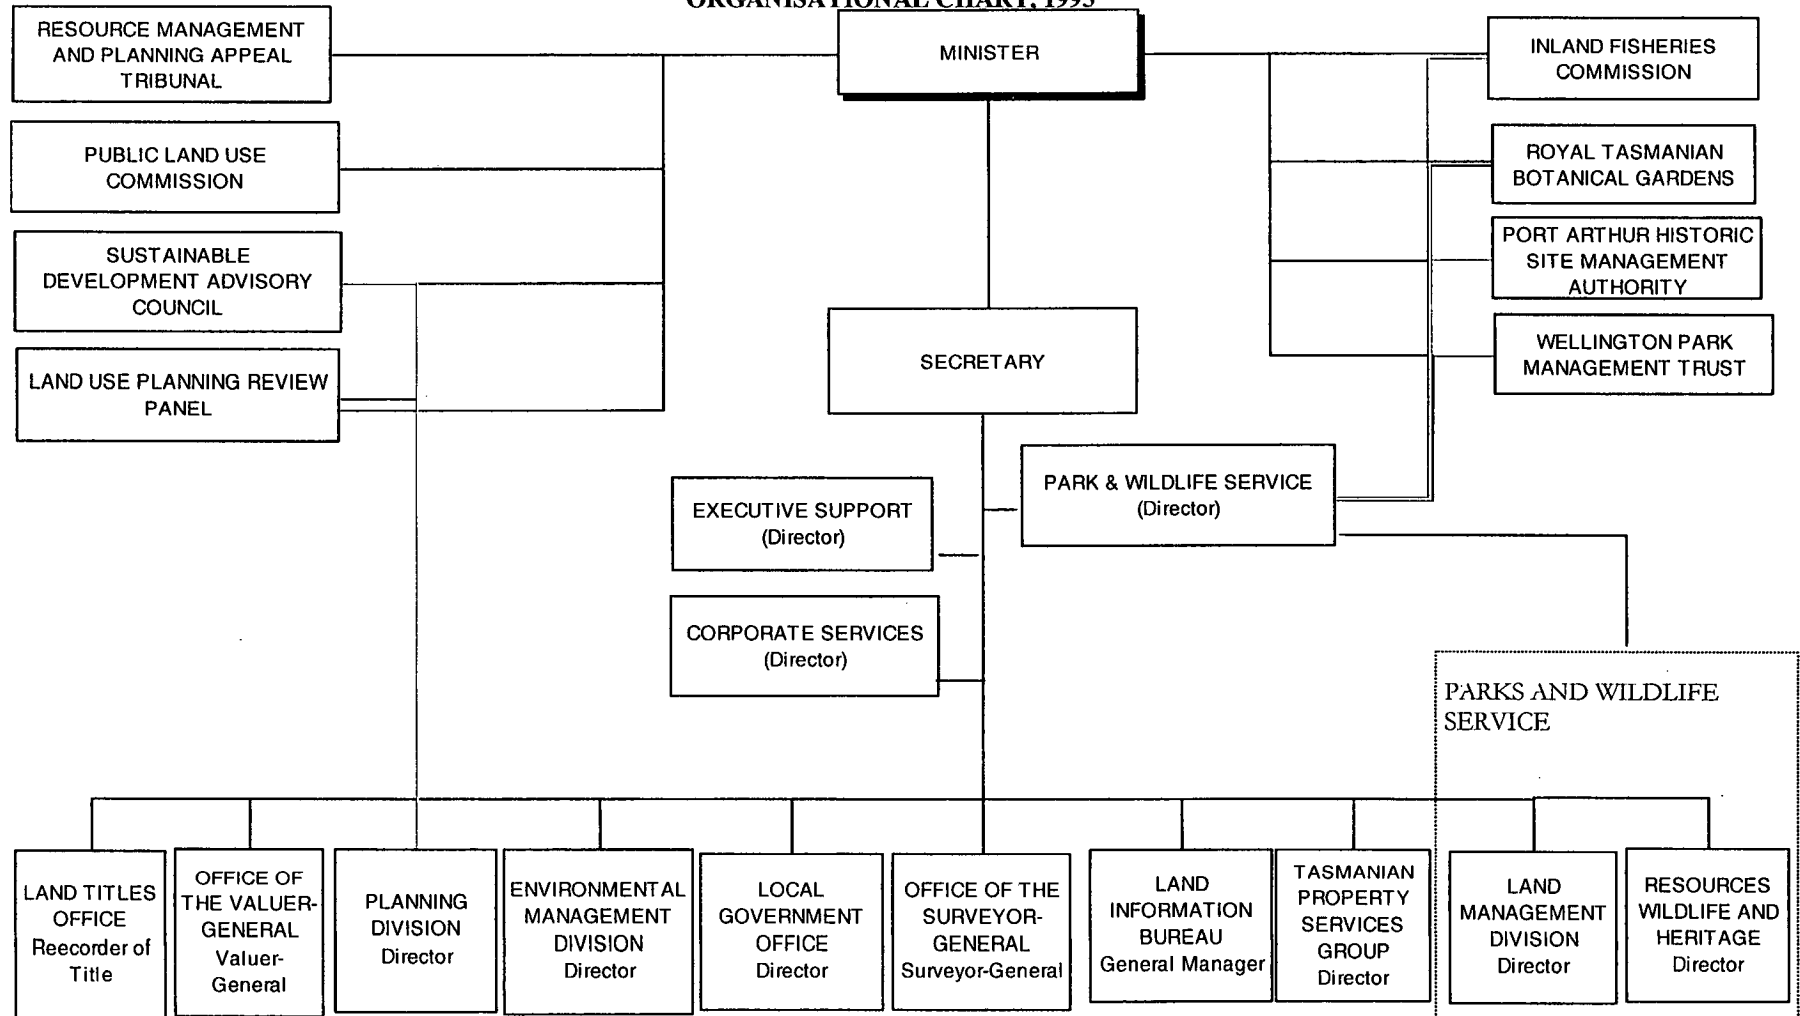 ORGANISATIONAL CHART, 1995
RESOURCE MANAGEMENT
AND PLANNING APPEAL
TRIBUNAL
MINISTER
INLAND FISHERIES
COMMISSION
PUBLIC LAND USE
COMMISSION
ROYAL TASMANIAN
BOTANICAL GARDENS
SUSTAINABLE
DEVELOPMENT ADVISORY
COUNCIL
PORT ARTHUR HISTORIC
SITE MANAGEMENT
AUTHORITY
LAND USE PLANNING REVIEW
PANEL
SECRETARY
WELLINGTON PARK
MANAGEMENT TRUST
EXECUTIVE SUPPORT
(Director)
PARK & WILDLIFE SERVICE
(Director)
CORPORATE SERVICES
(Director)
PARKS AND WILDLIFE
SERVICE
LAND TITLES
OFFICE
Reecorder of
Title
OFFICE OF
THE VALUER-
GENERAL
Valuer-
General
PLANNING
DIVISION
Director
ENVIRONMENTAL
MANAGEMENT
DIVISION
Director
LOCAL
GOVERNMENT
OFFICE
Director
OFFICE OF THE
SURVEYOR-
GENERAL
Surveyor-General
LAND
INFORMATION
BUREAU
General Manager
TASMANIAN
PROPERTY
SERVICES
GROUP
Director
LAND
MANAGEMENT
DIVISION
Director
RESOURCES
WILDLIFE AND
HERITAGE
Director